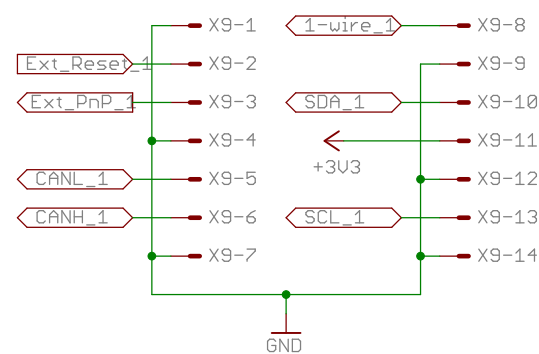 X9-1
1-wire_1
X9-8
Ext_Reset_1
X9-2
X9-9
Ext_PnP_1
X9-3
SDA_1
X9-10
X9-4
X9-11
+3V3
CANL_1
X9-5
X9-12
CANH_1
X9-6
SCL_1
X9-13
X9-7
X9-14
GND